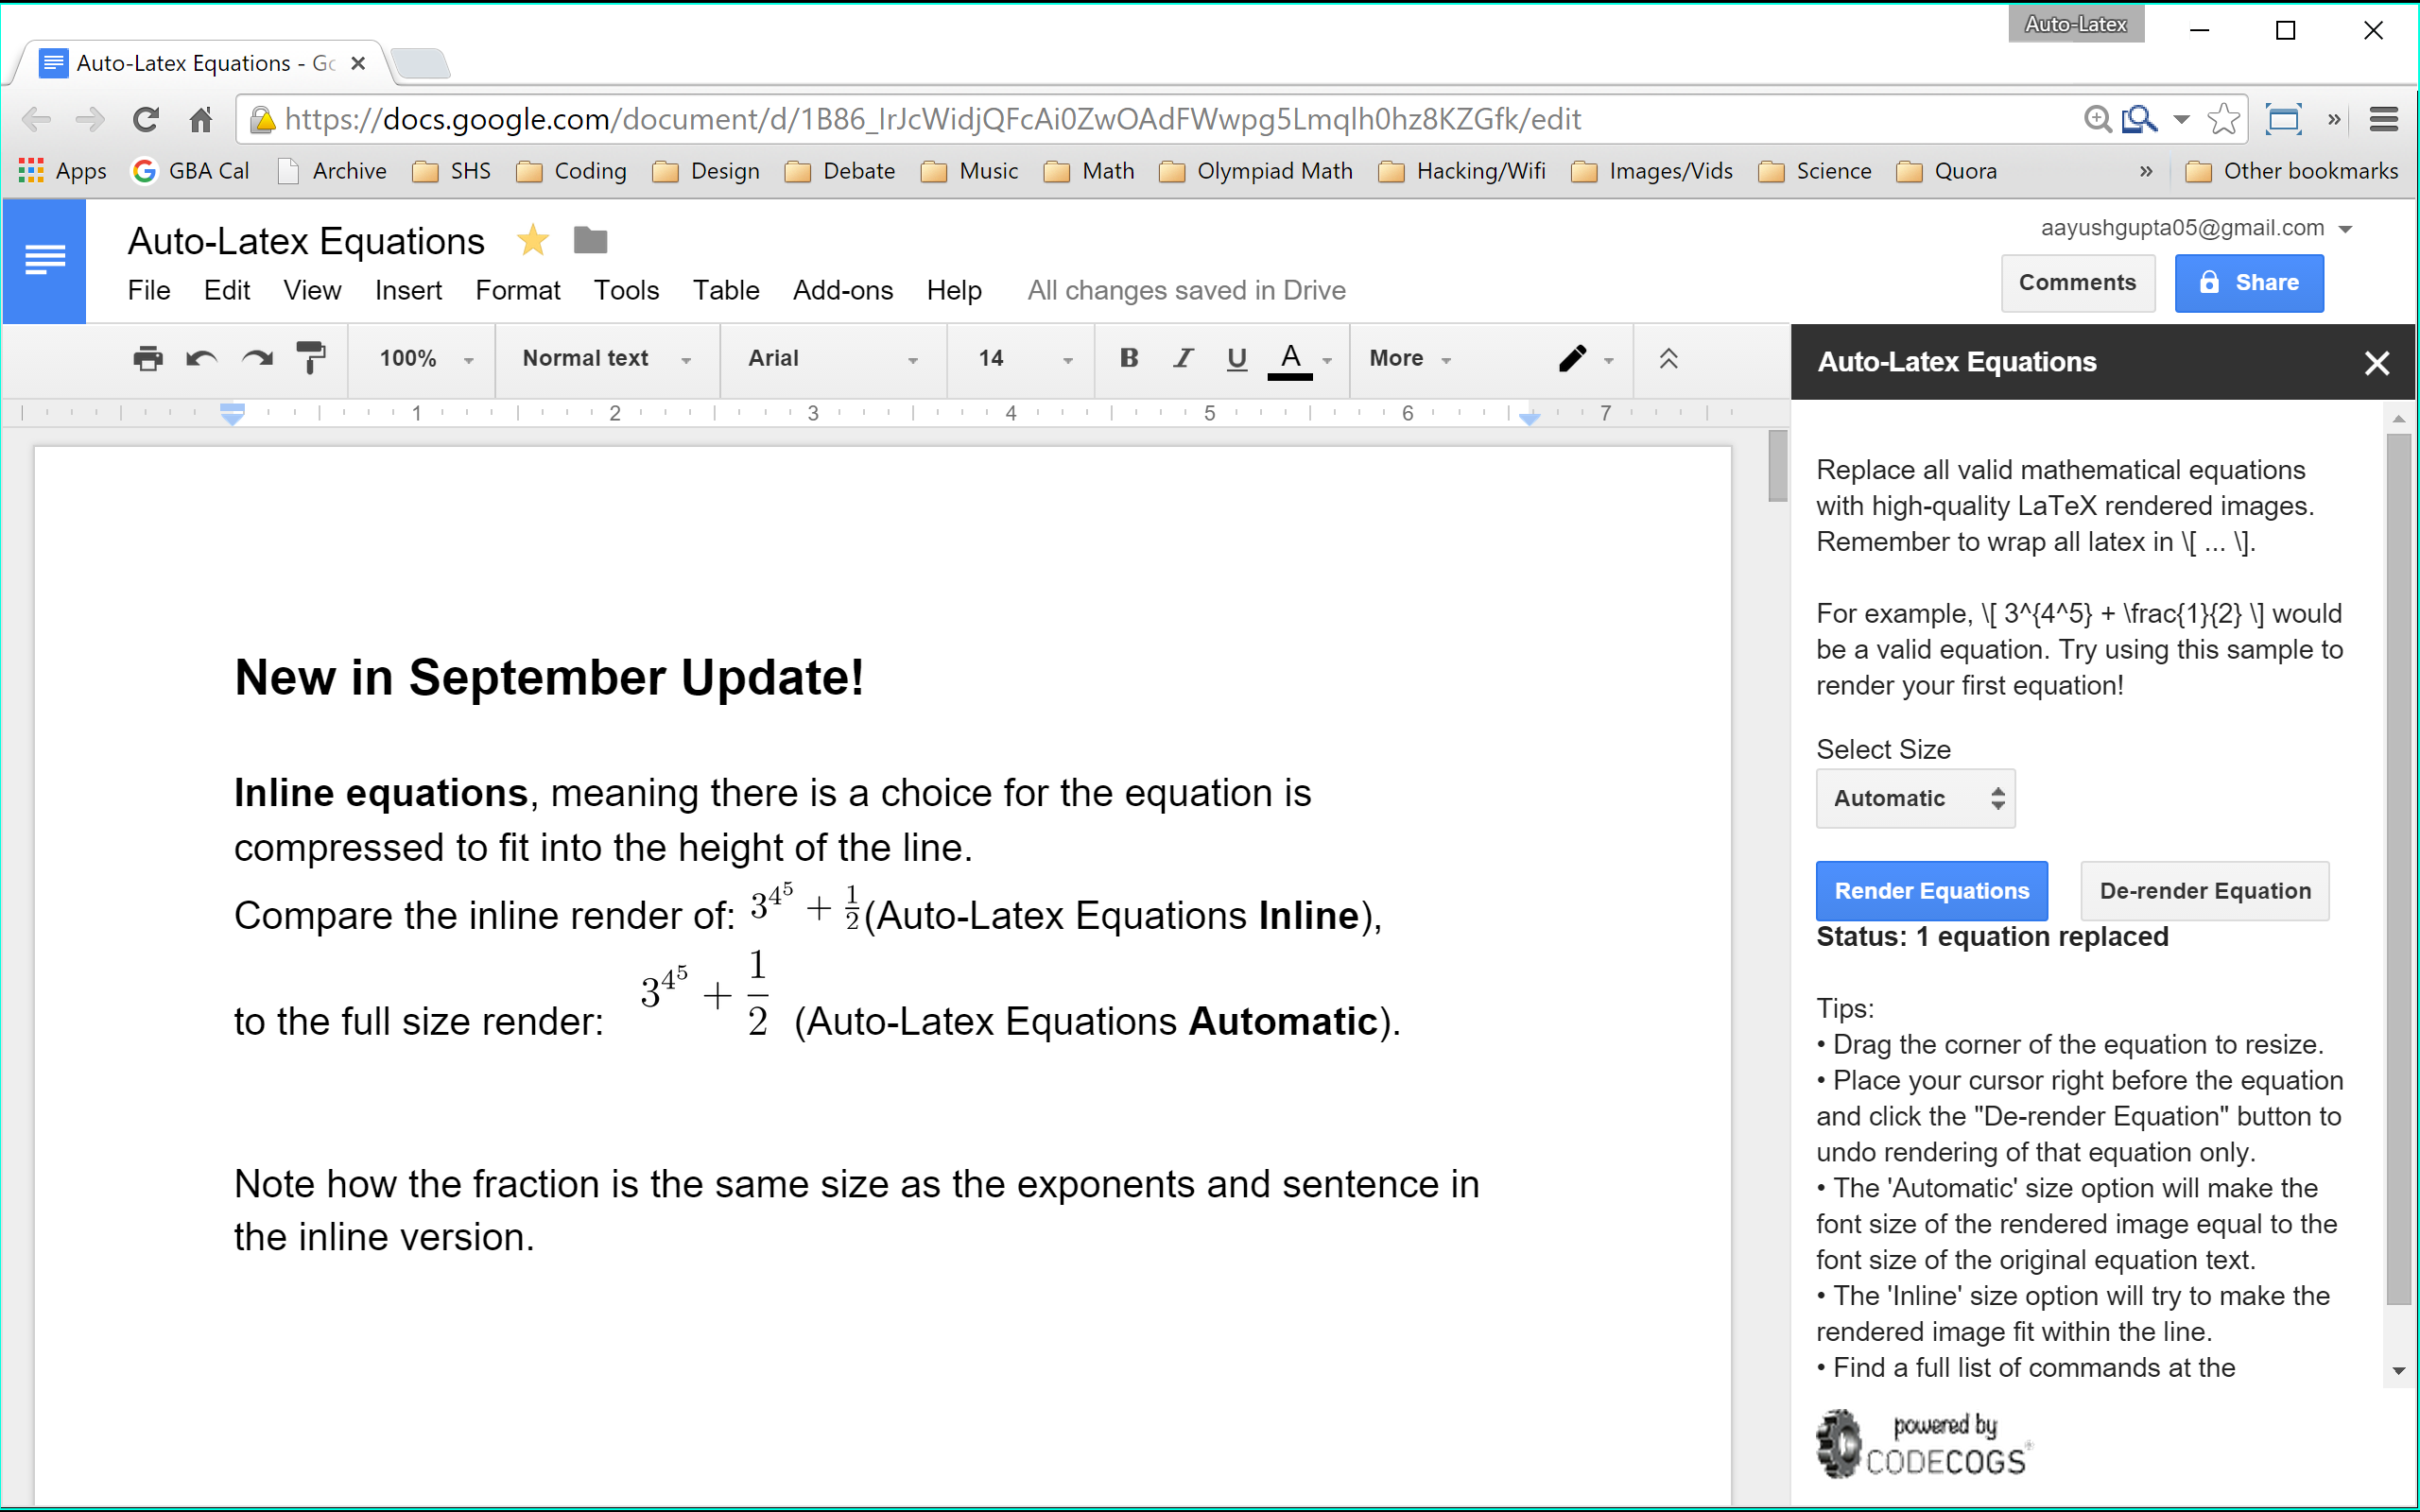 Auto-Latex
Auto-Latex Equations - Go
https://docs.google.com/document/d/1B86_IrJcWidjQFcAi0ZwOAdFWwpg5Lmqlh0hz8KZGfk/edit
Apps GBA Cal Archive SHS Coding Design Debate Music Math Olympiad Math Hacking/Wifi Images/Vids Science Quora » Other bookmarks
Auto-Latex Equations
aayushgupta05@gmail.com
File Edit View Insert Format Tools Table Add-ons Help All changes saved in Drive
Comments Share
100% Normal text Arial 14 B I U A More
1 2 3 4 5 6 7
New in September Update!
Inline equations, meaning there is a choice for the equation is
compressed to fit into the height of the line.
Compare the inline render of: 3^{4^5} + \frac{1}{2}(Auto-Latex Equations Inline),
to the full size render: 3^{4^5} + \frac{1}{2} (Auto-Latex Equations Automatic).
Note how the fraction is the same size as the exponents and sentence in
the inline version.
Auto-Latex Equations
Replace all valid mathematical equations
with high-quality LaTeX rendered images.
Remember to wrap all latex in \[ ... \].
For example, \[ 3^{4^5} + \frac{1}{2} \] would
be a valid equation. Try using this sample to
render your first equation!
Select Size
Automatic
Render Equations De-render Equation
Status: 1 equation replaced
Tips:
• Drag the corner of the equation to resize.
• Place your cursor right before the equation
and click the "De-render Equation" button to
undo rendering of that equation only.
• The 'Automatic' size option will make the
font size of the rendered image equal to the
font size of the original equation text.
• The 'Inline' size option will try to make the
rendered image fit within the line.
• Find a full list of commands at the
powered by
CODECOGS